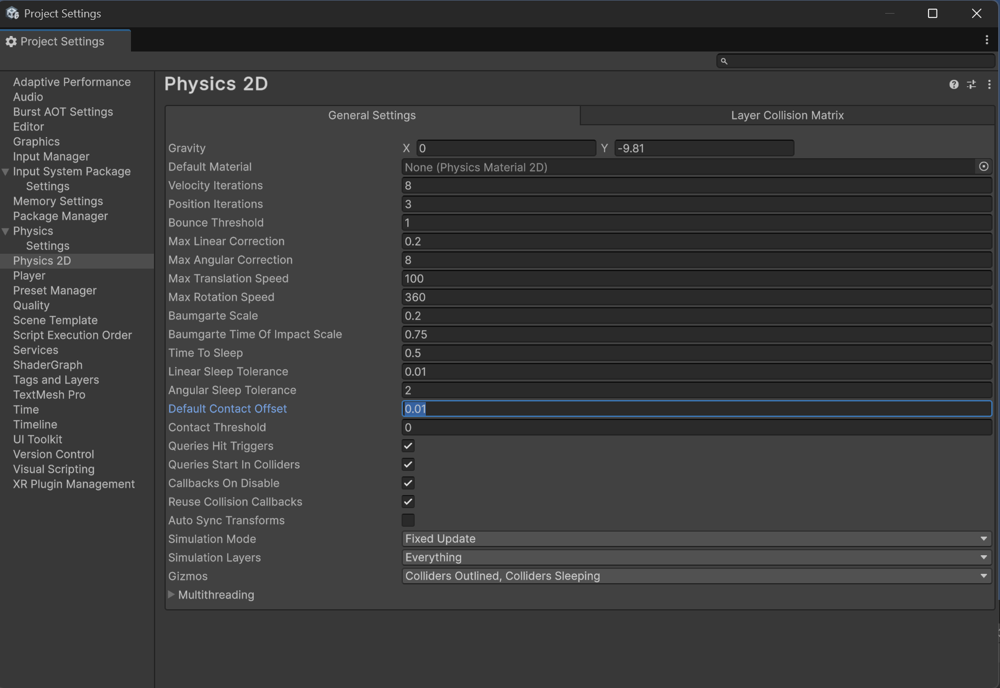 Project Settings
Project Settings
Adaptive Performance
Audio
Burst AOT Settings
Editor
Graphics
Input Manager
Input System Package
Settings
Memory Settings
Package Manager
Physics
Settings
Physics 2D
Player
Preset Manager
Quality
Scene Template
Script Execution Order
Services
ShaderGraph
Tags and Layers
TextMesh Pro
Time
Timeline
UI Toolkit
Version Control
Visual Scripting
XR Plugin Management
Physics 2D
General Settings
Layer Collision Matrix
Gravity X 0 Y -9.81
Default Material None (Physics Material 2D)
Velocity Iterations 8
Position Iterations 3
Bounce Threshold 1
Max Linear Correction 0.2
Max Angular Correction 8
Max Translation Speed 100
Max Rotation Speed 360
Baumgarte Scale 0.2
Baumgarte Time Of Impact Scale 0.75
Time To Sleep 0.5
Linear Sleep Tolerance 0.01
Angular Sleep Tolerance 2
Default Contact Offset 0.01
Contact Threshold 0
Queries Hit Triggers
Queries Start In Colliders
Callbacks On Disable
Reuse Collision Callbacks
Auto Sync Transforms
Simulation Mode Fixed Update
Simulation Layers Everything
Gizmos Colliders Outlined, Colliders Sleeping
Multithreading